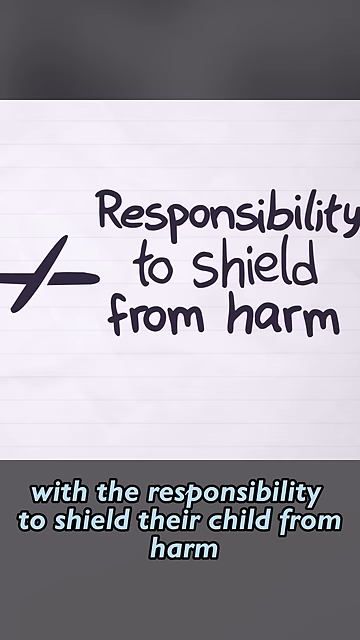 Responsibility
to shield
from harm
with the responsibility
to shield their child from
harm